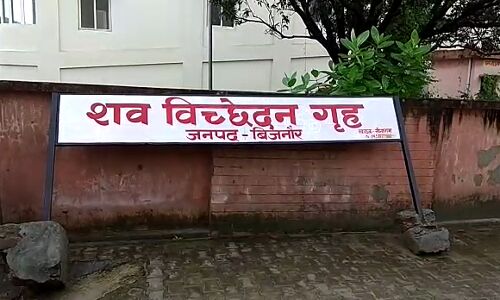 शव विच्छेदन गृह
जनपद - बिजनौर